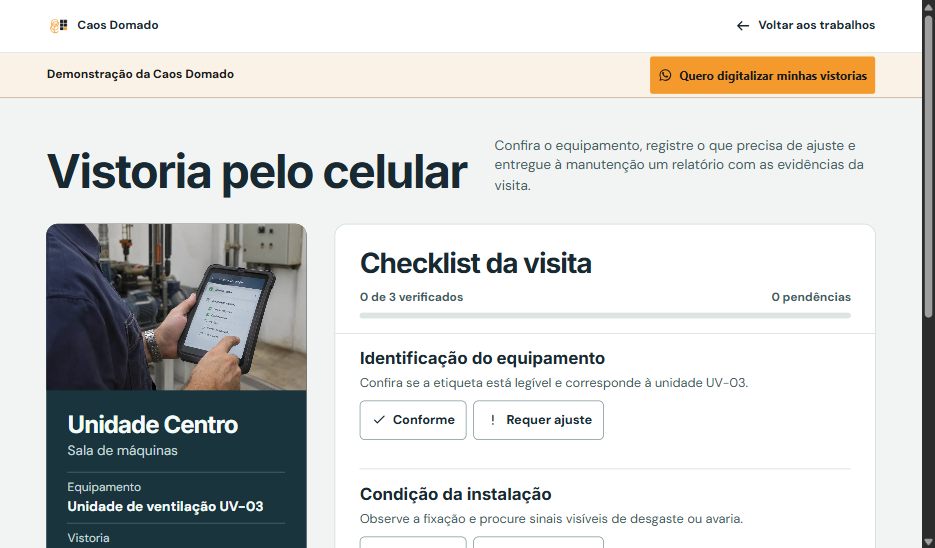 Caos Domado
Voltar aos trabalhos
Demonstração da Caos Domado
Quero digitalizar minhas vistorias
Vistoria pelo celular
Confira o equipamento, registre o que precisa de ajuste e
entregue à manutenção um relatório com as evidências da
visita.
Unidade Centro
Sala de máquinas
Equipamento
Unidade de ventilação UV-03
Vistoria
Checklist da visita
0 de 3 verificados
0 pendências
Identificação do equipamento
Confira se a etiqueta está legível e corresponde à unidade UV-03.
Conforme
! Requer ajuste
Condição da instalação
Observe a fixação e procure sinais visíveis de desgaste ou avaria.